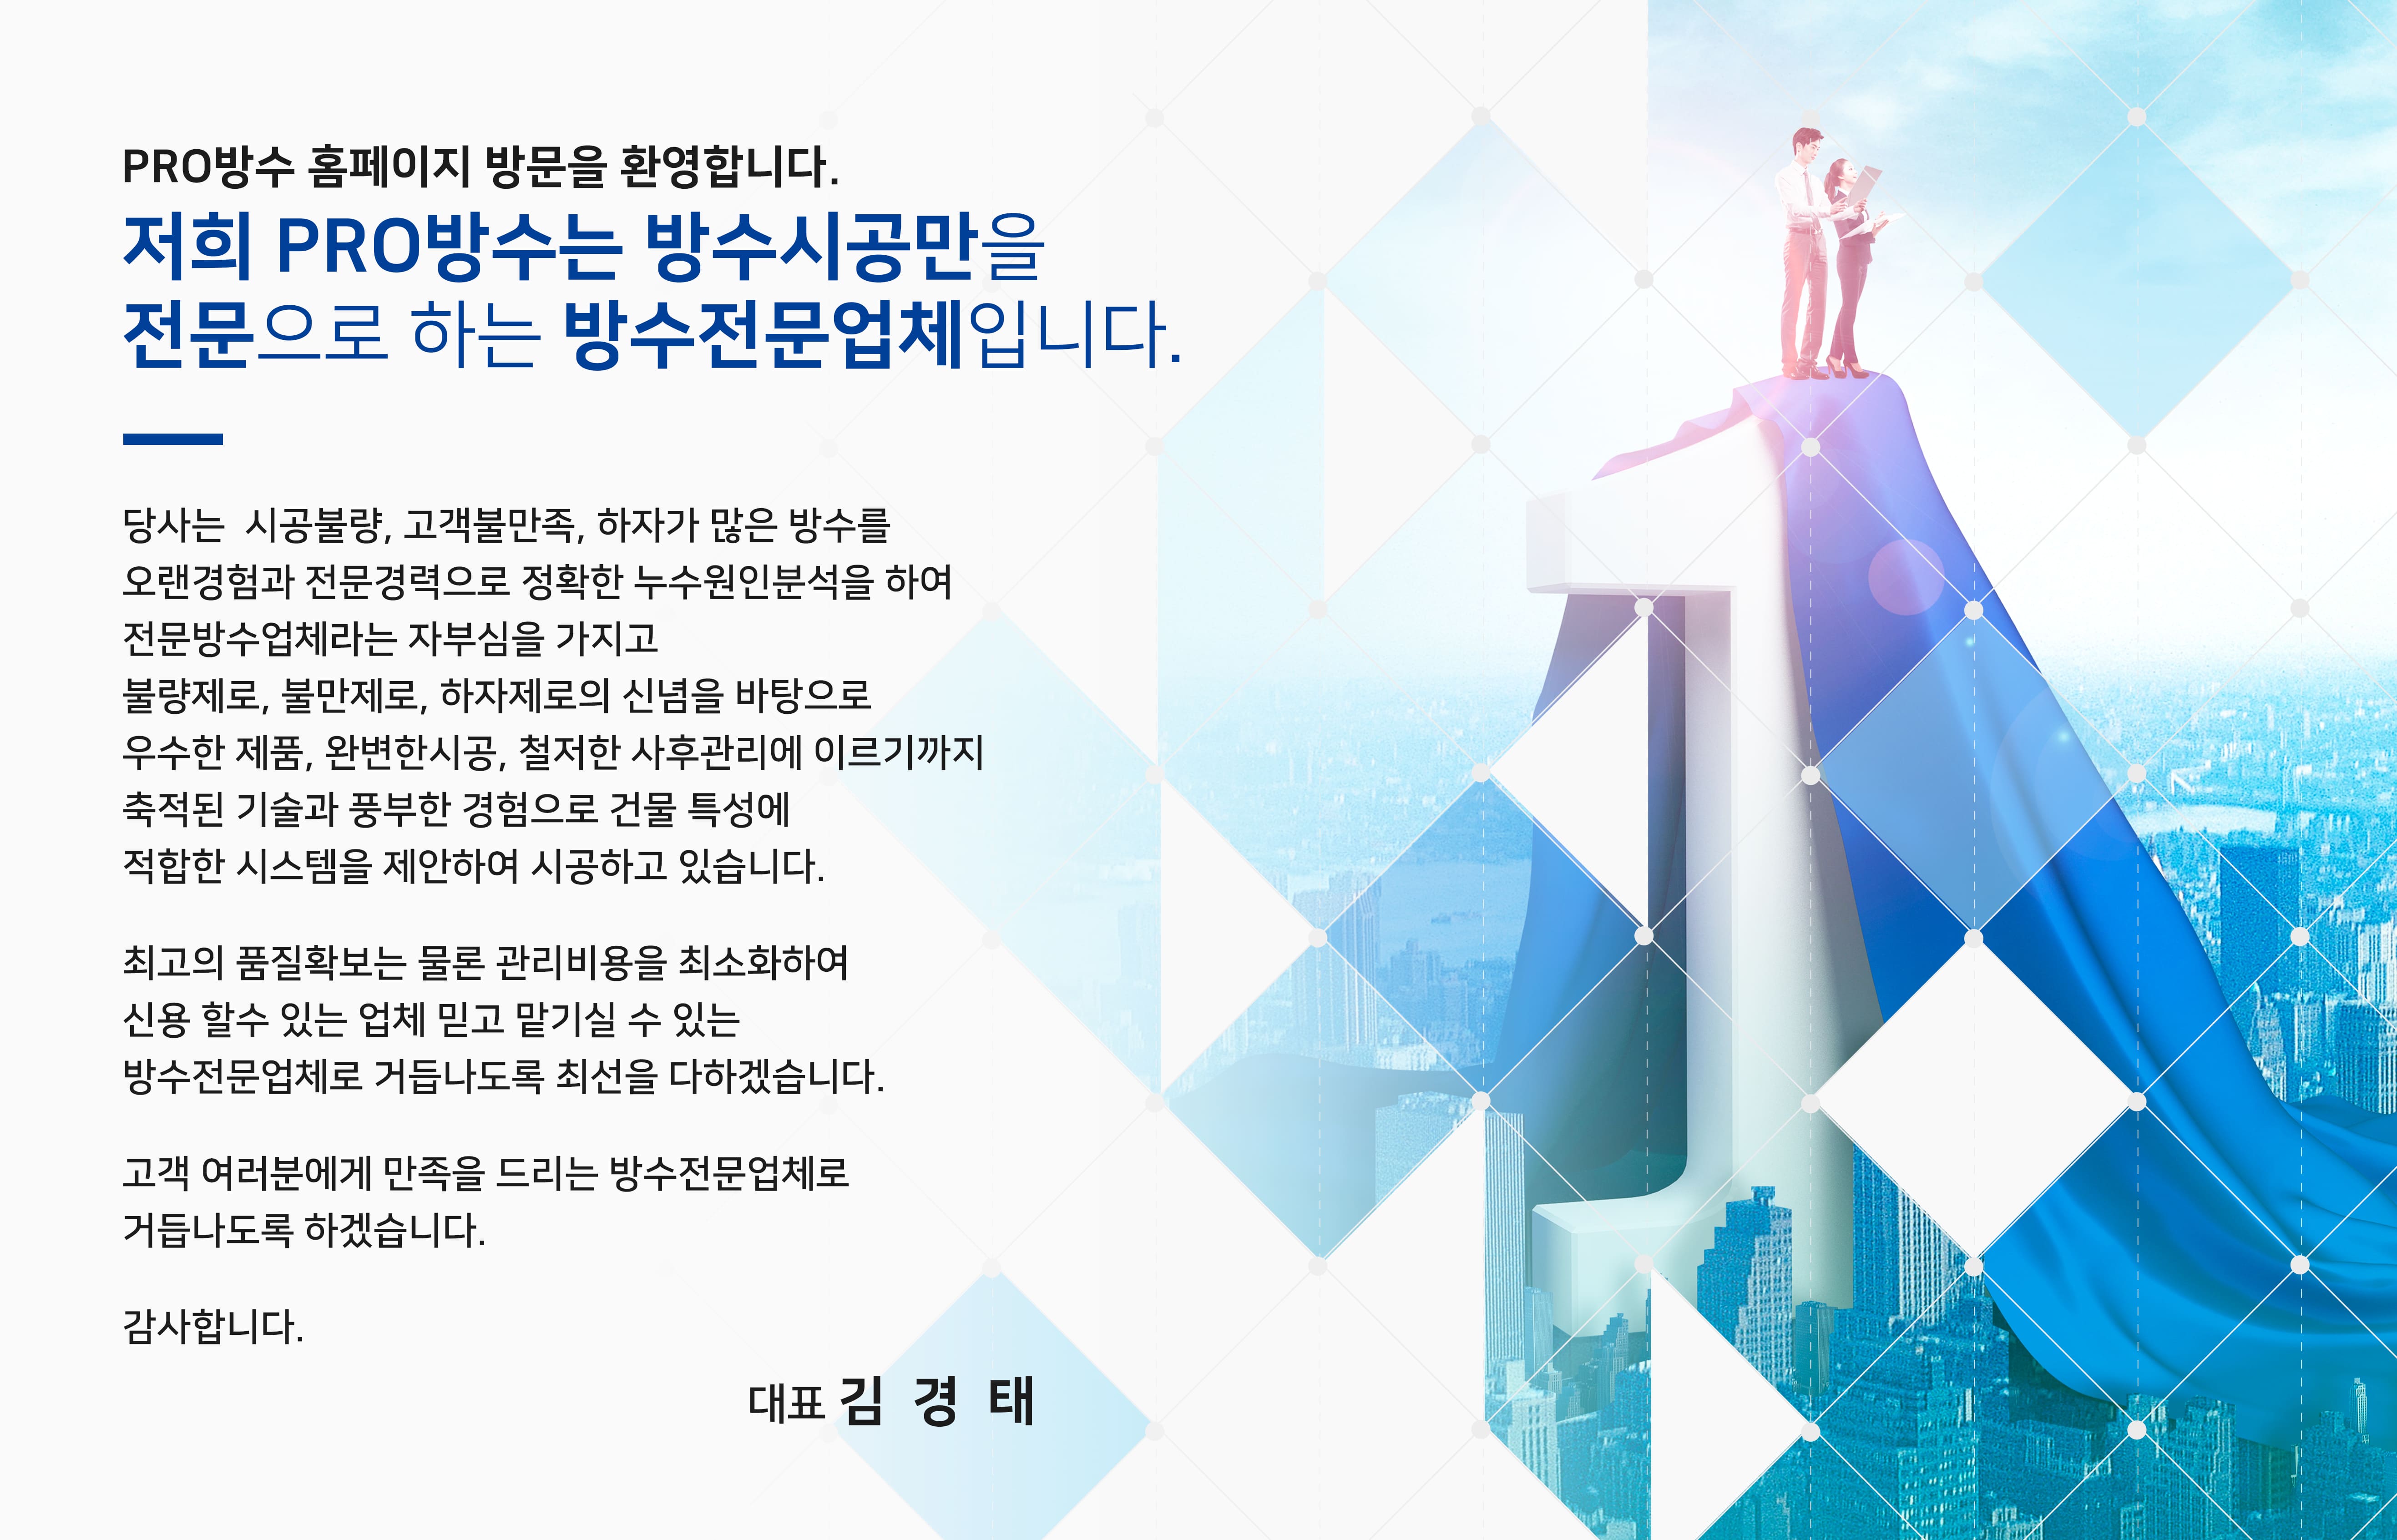 PRO방수 홈페이지 방문을 환영합니다.
저희 PRO방수는 방수시공만을
전문으로 하는 방수전문업체입니다.
당사는 시공불량, 고객불만족, 하자가 많은 방수를
오랜경험과 전문경력으로 정확한 누수원인분석을 하여
전문방수업체라는 자부심을 가지고
불량제로, 불만제로, 하자제로의 신념을 바탕으로
우수한 제품, 완변한시공, 철저한 사후관리에 이르기까지
축적된 기술과 풍부한 경험으로 건물 특성에
적합한 시스템을 제안하여 시공하고 있습니다.
최고의 품질확보는 물론 관리비용을 최소화하여
신용 할수 있는 업체 믿고 맡기실 수 있는
방수전문업체로 거듭나도록 최선을 다하겠습니다.
고객 여러분에게 만족을 드리는 방수전문업체로
거듭나도록 하겠습니다.
감사합니다.
대표 김 경 태